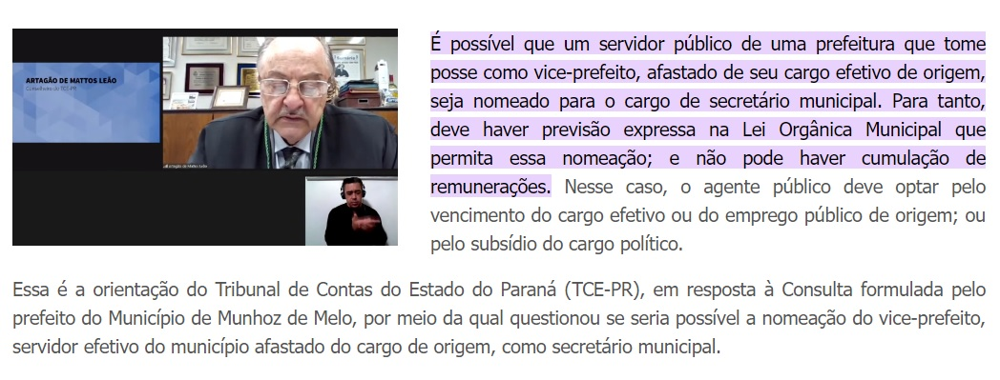 ARTAGÃO DE MATTOS LEÃO
Conselheiro do TCE-PR
Artagão de Mattos Leão
É possível que um servidor público de uma prefeitura que tome
posse como vice-prefeito, afastado de seu cargo efetivo de origem,
seja nomeado para o cargo de secretário municipal. Para tanto,
deve haver previsão expressa na Lei Orgânica Municipal que
permita essa nomeação; e não pode haver cumulação de
remunerações. Nesse caso, o agente público deve optar pelo
vencimento do cargo efetivo ou do emprego público de origem; ou
pelo subsídio do cargo político.
Essa é a orientação do Tribunal de Contas do Estado do Paraná (TCE-PR), em resposta à Consulta formulada pelo
prefeito do Município de Munhoz de Melo, por meio da qual questionou se seria possível a nomeação do vice-prefeito,
servidor efetivo do município afastado do cargo de origem, como secretário municipal.